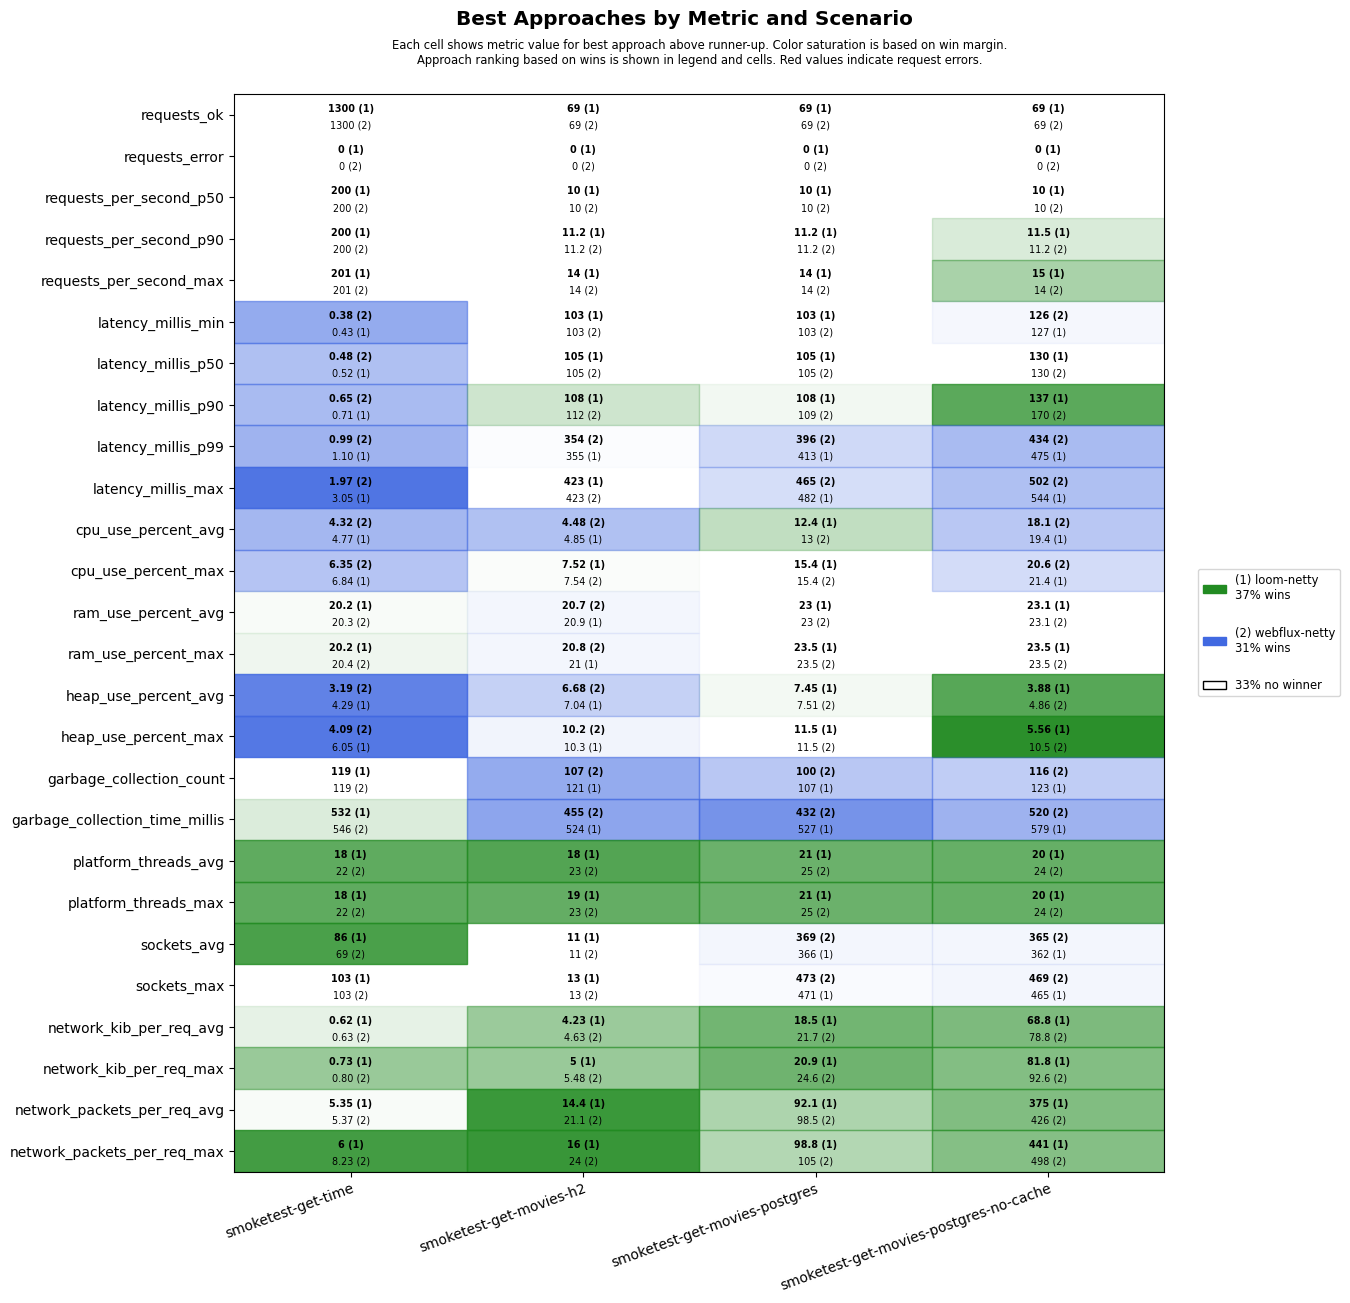 Best Approaches by Metric and Scenario
Each cell shows metric value for best approach above runner-up. Color saturation is based on win margin.
Approach ranking based on wins is shown in legend and cells. Red values indicate request errors.
requests_ok
1300 (1) 69 (1) 69 (1) 69 (1)
1300 (2) 69 (2) 69 (2) 69 (2)
requests_error
0 (1) 0 (1) 0 (1) 0 (1)
0 (2) 0 (2) 0 (2) 0 (2)
requests_per_second_p50
200 (1) 10 (1) 10 (1) 10 (1)
200 (2) 10 (2) 10 (2) 10 (2)
requests_per_second_p90
200 (1) 11.2 (1) 11.2 (1) 11.5 (1)
200 (2) 11.2 (2) 11.2 (2) 11.2 (2)
requests_per_second_max
201 (1) 14 (1) 14 (1) 15 (1)
201 (2) 14 (2) 14 (2) 14 (2)
latency_millis_min
0.38 (2) 103 (1) 103 (1) 126 (2)
0.43 (1) 103 (2) 103 (2) 127 (1)
latency_millis_p50
0.48 (2) 105 (1) 105 (1) 130 (1)
0.52 (1) 105 (2) 105 (2) 130 (2)
latency_millis_p90
0.65 (2) 108 (1) 108 (1) 137 (1)
0.71 (1) 112 (2) 109 (2) 170 (2)
latency_millis_p99
0.99 (2) 354 (2) 396 (2) 434 (2)
1.10 (1) 355 (1) 413 (1) 475 (1)
latency_millis_max
1.97 (2) 423 (1) 465 (2) 502 (2)
3.05 (1) 423 (2) 482 (1) 544 (1)
cpu_use_percent_avg
4.32 (2) 4.48 (2) 12.4 (1) 18.1 (2)
4.77 (1) 4.85 (1) 13 (2) 19.4 (1)
cpu_use_percent_max
6.35 (2) 7.52 (1) 15.4 (1) 20.6 (2)
6.84 (1) 7.54 (2) 15.4 (2) 21.4 (1)
ram_use_percent_avg
20.2 (1) 20.7 (2) 23 (1) 23.1 (1)
20.3 (2) 20.9 (1) 23 (2) 23.1 (2)
ram_use_percent_max
20.2 (1) 20.8 (2) 23.5 (1) 23.5 (1)
20.4 (2) 21 (1) 23.5 (2) 23.5 (2)
heap_use_percent_avg
3.19 (2) 6.68 (2) 7.45 (1) 3.88 (1)
4.29 (1) 7.04 (1) 7.51 (2) 4.86 (2)
heap_use_percent_max
4.09 (2) 10.2 (2) 11.5 (1) 5.56 (1)
6.05 (1) 10.3 (1) 11.5 (2) 10.5 (2)
garbage_collection_count
119 (1) 107 (2) 100 (2) 116 (2)
119 (2) 121 (1) 107 (1) 123 (1)
garbage_collection_time_millis
532 (1) 455 (2) 432 (2) 520 (2)
546 (2) 524 (1) 527 (1) 579 (1)
platform_threads_avg
18 (1) 18 (1) 21 (1) 20 (1)
22 (2) 23 (2) 25 (2) 24 (2)
platform_threads_max
18 (1) 19 (1) 21 (1) 20 (1)
22 (2) 23 (2) 25 (2) 24 (2)
sockets_avg
86 (1) 11 (1) 369 (2) 365 (2)
69 (2) 11 (2) 366 (1) 362 (1)
sockets_max
103 (1) 13 (1) 473 (2) 469 (2)
103 (2) 13 (2) 471 (1) 465 (1)
network_kib_per_req_avg
0.62 (1) 4.23 (1) 18.5 (1) 68.8 (1)
0.63 (2) 4.63 (2) 21.7 (2) 78.8 (2)
network_kib_per_req_max
0.73 (1) 5 (1) 20.9 (1) 81.8 (1)
0.80 (2) 5.48 (2) 24.6 (2) 92.6 (2)
network_packets_per_req_avg
5.35 (1) 14.4 (1) 92.1 (1) 375 (1)
5.37 (2) 21.1 (2) 98.5 (2) 426 (2)
network_packets_per_req_max
6 (1) 16 (1) 98.8 (1) 441 (1)
8.23 (2) 24 (2) 105 (2) 498 (2)
smoketest-get-time
smoketest-get-movies-h2
smoketest-get-movies-postgres
smoketest-get-movies-postgres-no-cache
(1) loom-netty
37% wins
(2) webflux-netty
31% wins
33% no winner